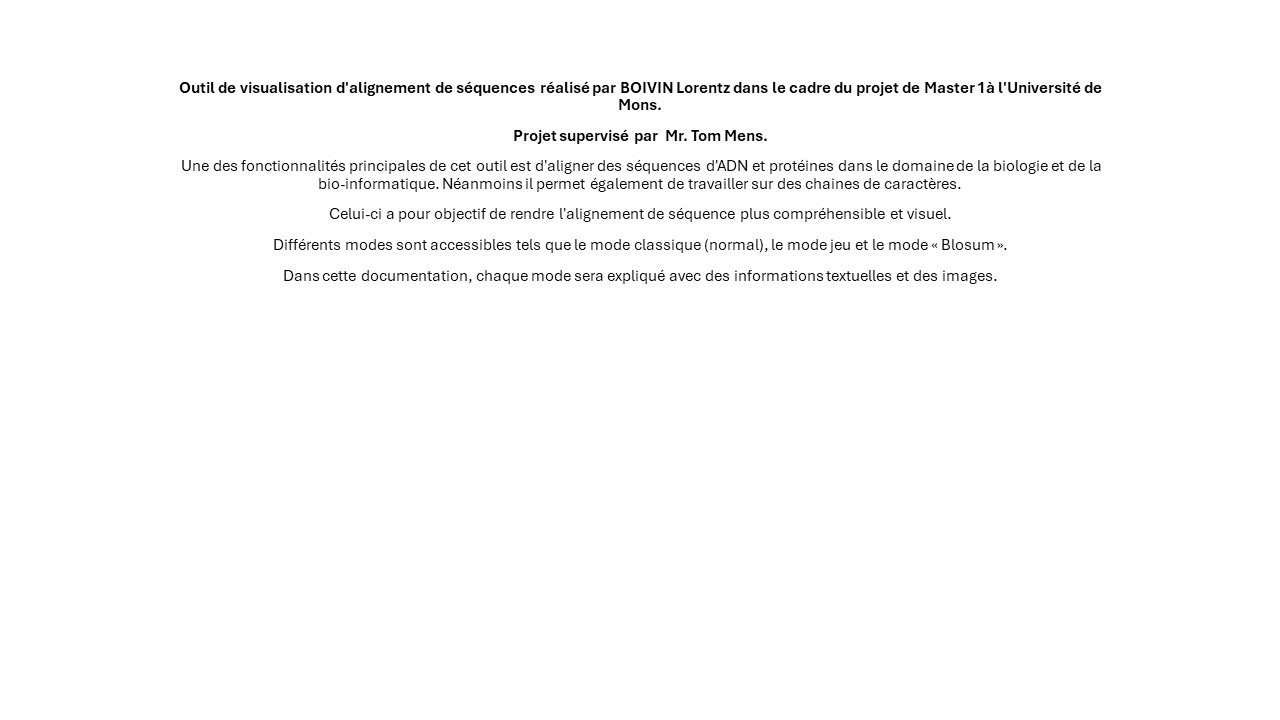 Outil de visualisation d'alignement de séquences réalisé par BOIVIN Lorentz dans le cadre du projet de Master 1 à l'Université de
Mons.
Projet supervisé par Mr. Tom Mens.
Une des fonctionnalités principales de cet outil est d'aligner des séquences d'ADN et protéines dans le domaine de la biologie et de la
bio-informatique. Néanmoins il permet également de travailler sur des chaines de caractères.
Celui-ci a pour objectif de rendre l'alignement de séquence plus compréhensible et visuel.
Différents modes sont accessibles tels que le mode classique (normal), le mode jeu et le mode « Blosum ».
Dans cette documentation, chaque mode sera expliqué avec des informations textuelles et des images.